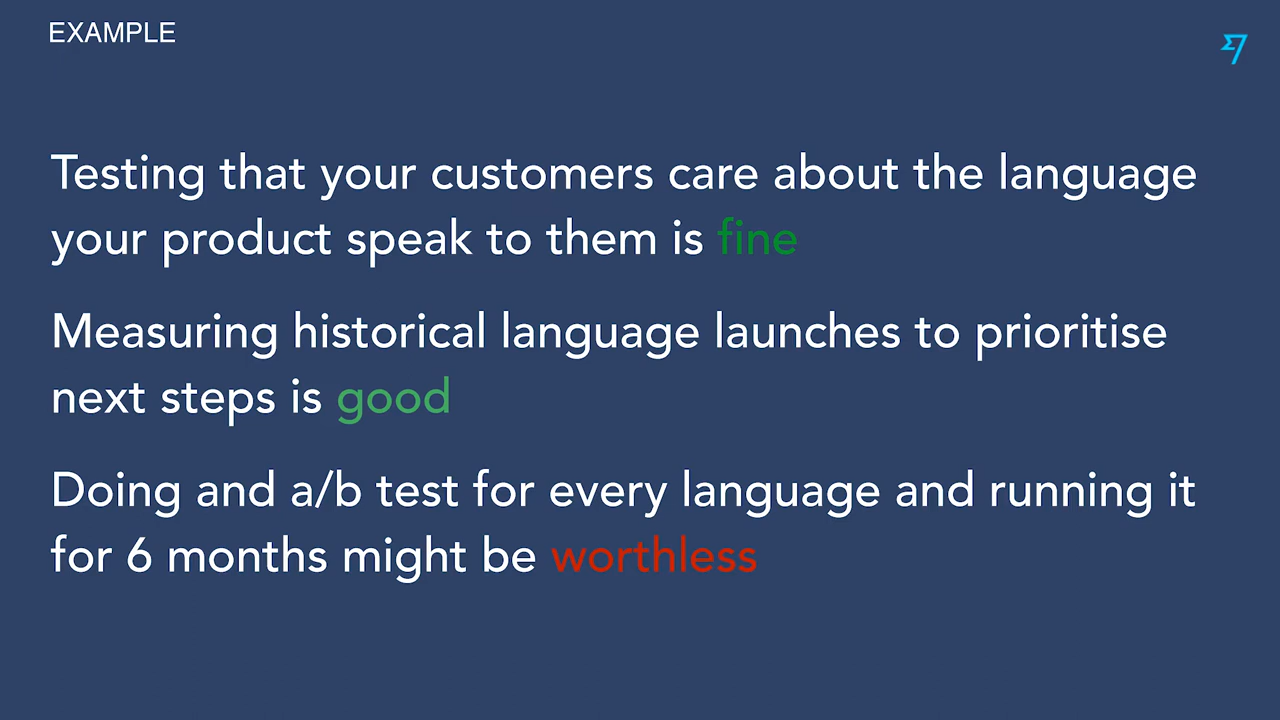 EXAMPLE
Testing that your customers care about the language
your product speak to them is fine
Measuring historical language launches to prioritise
next steps is good
Doing and a/b test for every language and running it
for 6 months might be worthless